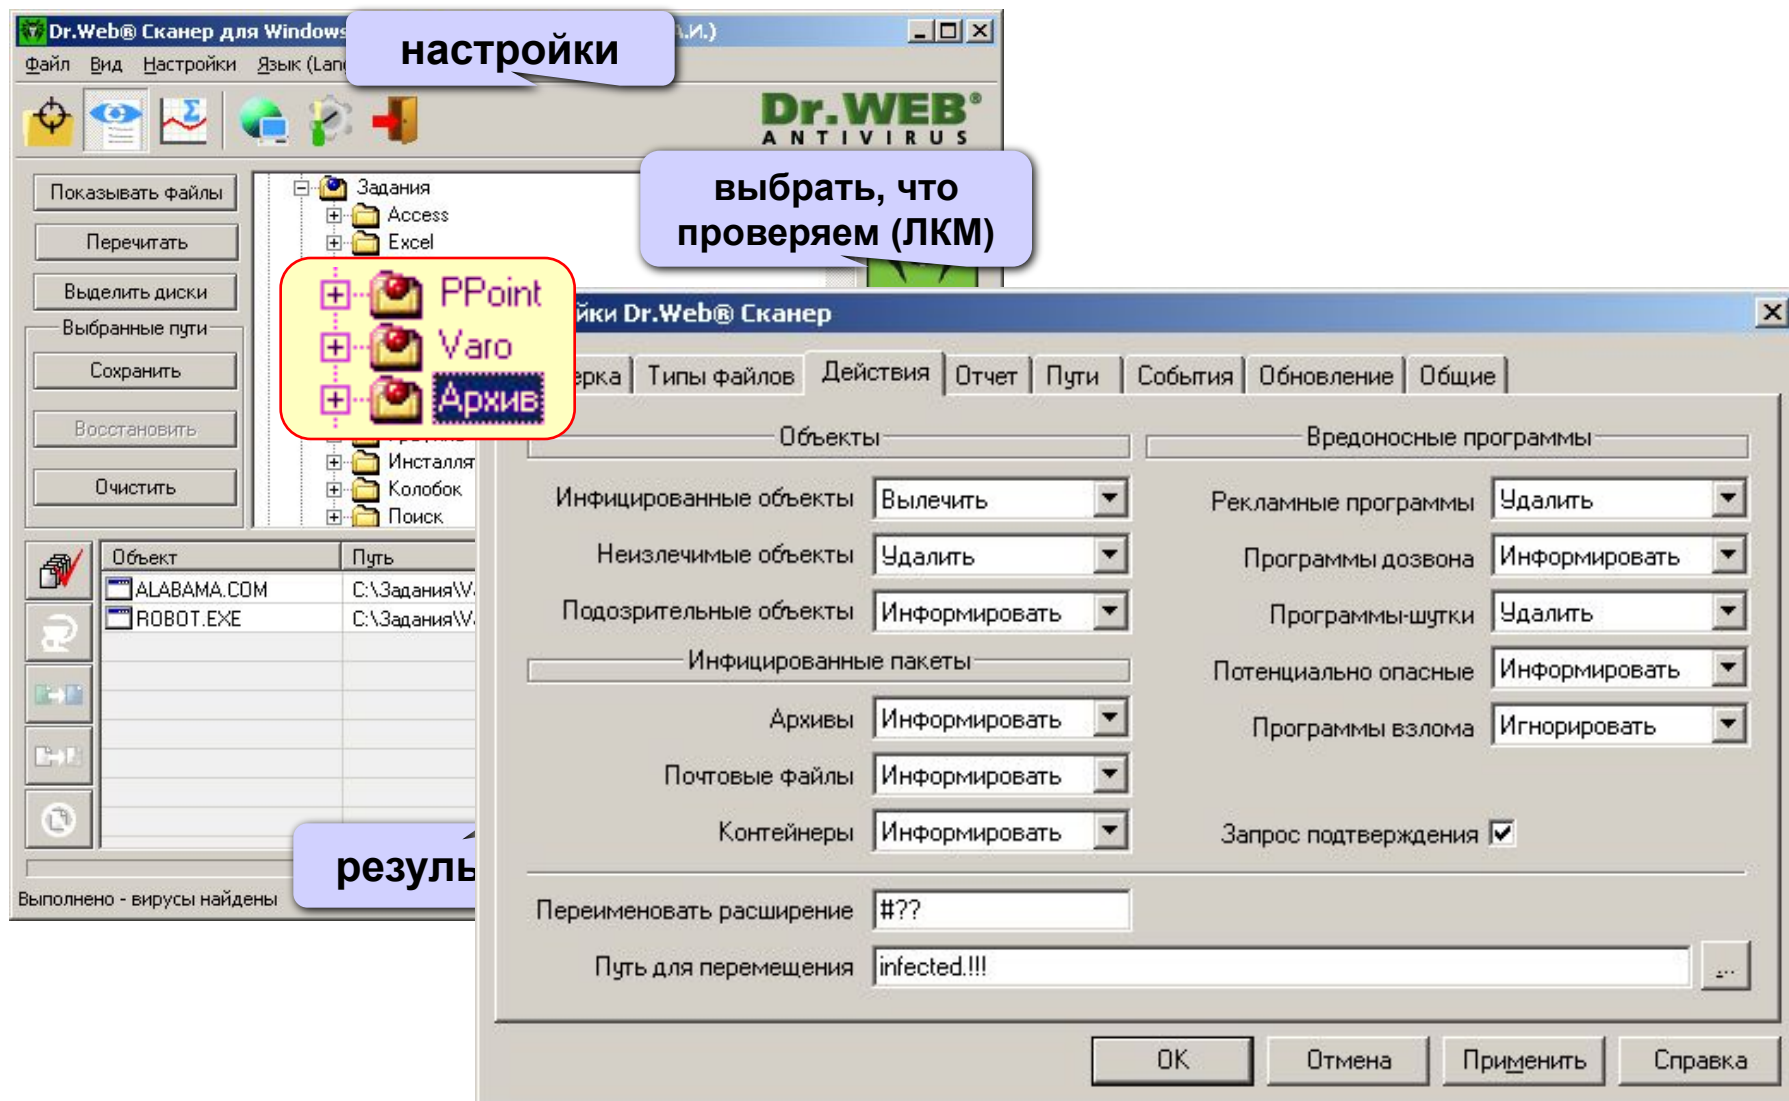 Dr.Web® Сканер для Windows
А.И.)
настройки
Файл Вид Настройки Язык (Lan
Dr.WEB®
ANTIVIRUS
выбрать, что
проверяем (ЛКМ)
Показывать файлы
Перечитать
Выделить диски
Выбранные пути
Сохранить
Восстановить
Очистить
Задания
Access
Excel
PPoint
Varo
Архив
Инсталля
Колобок
Поиск
Объект Путь
ALABAMA.COM C:\Задания\Va
ROBOT.EXE C:\Задания\Va
резуль
Выполнено - вирусы найдены
йки Dr.Web® Сканер
ерка Типы файлов Действия Отчет Пути События Обновление Общие
Объекты
Инфицированные объекты Вылечить
Неизлечимые объекты Удалить
Подозрительные объекты Информировать
Инфицированные пакеты
Архивы Информировать
Почтовые файлы Информировать
Контейнеры Информировать
Вредоносные программы
Рекламные программы Удалить
Программы дозвона Информировать
Программы-шутки Удалить
Потенциально опасные Информировать
Программы взлома Игнорировать
Запрос подтверждения
Переименовать расширение #??
Путь для перемещения infected.!!!
...
OK Отмена Применить Справка